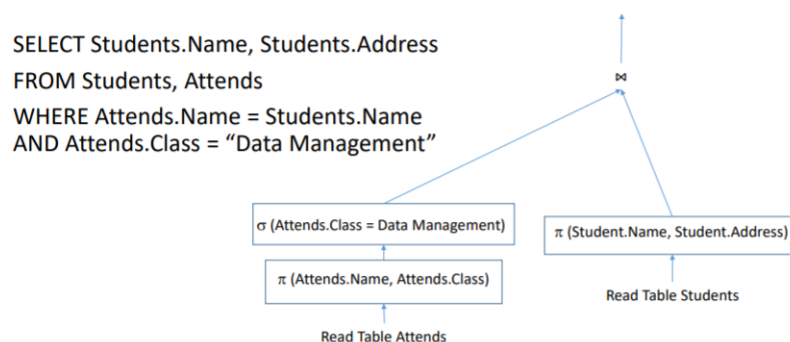 SELECT Students.Name, Students.Address
FROM Students, Attends
WHERE Attends.Name = Students.Name
AND Attends.Class = “Data Management”
⋈
σ (Attends.Class = Data Management)
π (Student.Name, Student.Address)
π (Attends.Name, Attends.Class)
Read Table Students
Read Table Attends